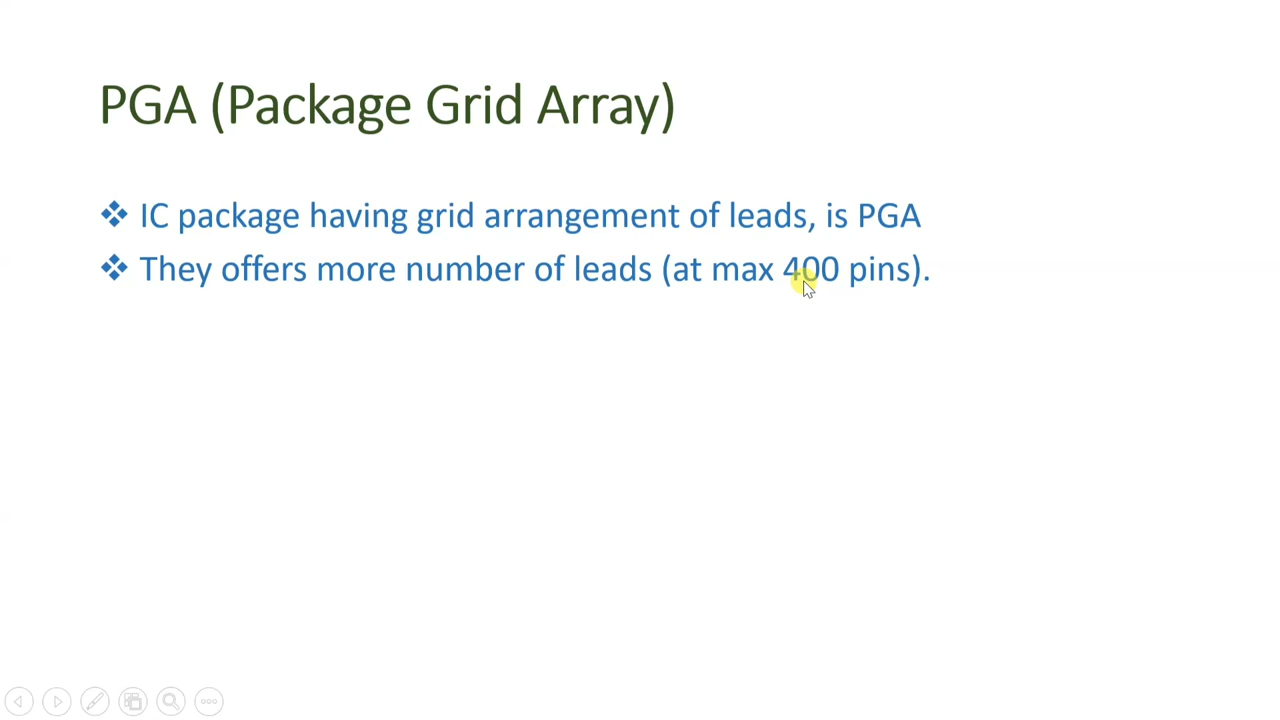 PGA (Package Grid Array)
❖ IC package having grid arrangement of leads, is PGA
❖ They offers more number of leads (at max 400 pins).